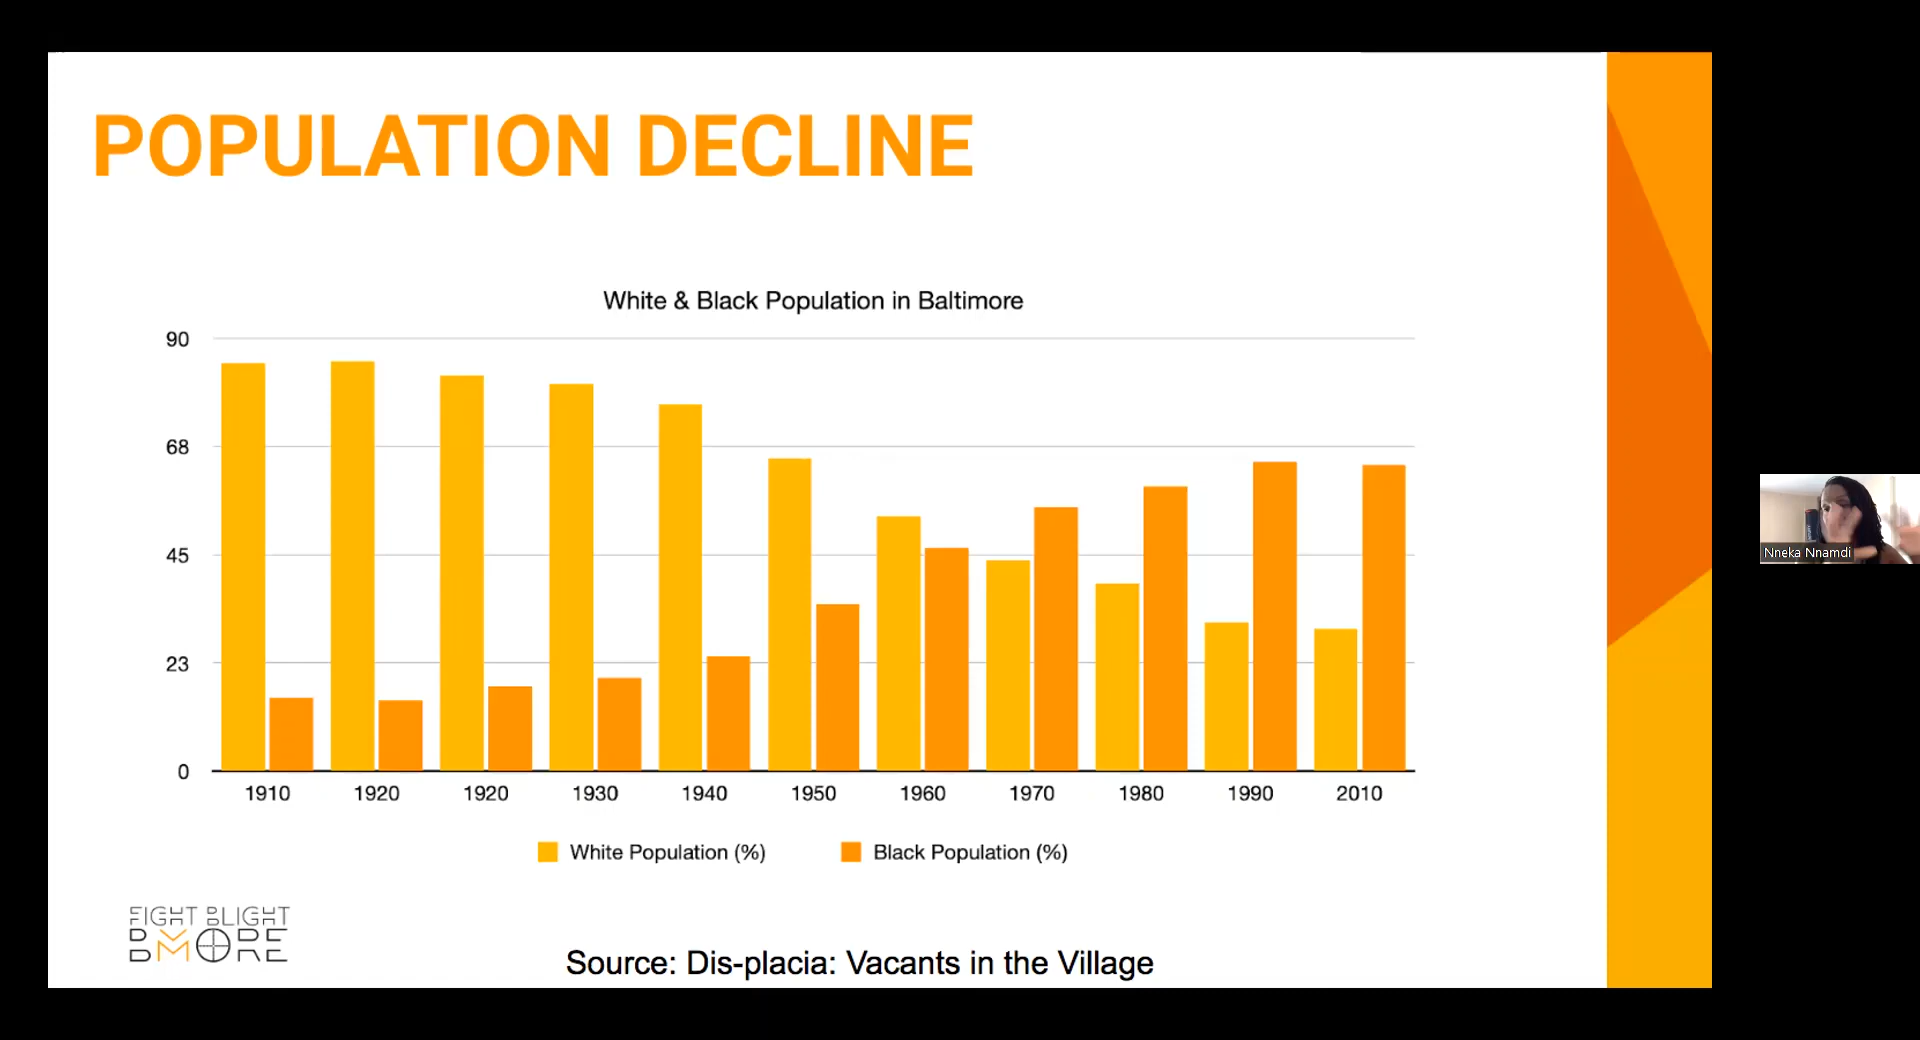 POPULATION DECLINE
White & Black Population in Baltimore
90
68
45
23
0
1910 1920 1920 1930 1940 1950 1960 1970 1980 1990 2010
White Population (%) Black Population (%)
FIGHT BLIGHT
BMORE
Source: Dis-placia: Vacants in the Village
Nneka Nnamdi